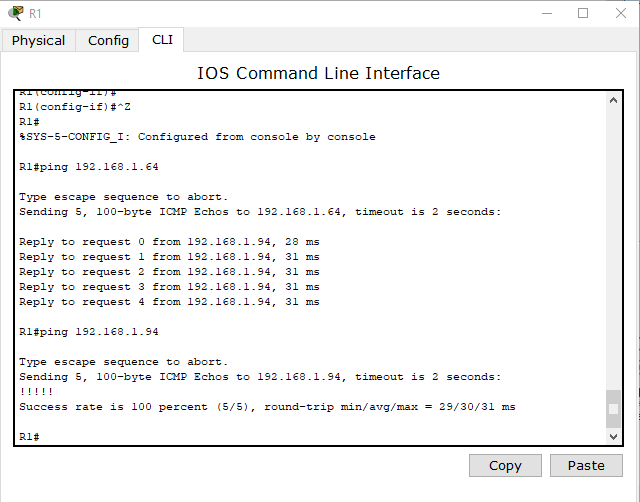 R1
Physical Config CLI
IOS Command Line Interface
R1(config-if)#
R1(config-if)#^Z
R1#
%SYS-5-CONFIG_I: Configured from console by console
R1#ping 192.168.1.64
Type escape sequence to abort.
Sending 5, 100-byte ICMP Echos to 192.168.1.64, timeout is 2 seconds:
Reply to request 0 from 192.168.1.94, 28 ms
Reply to request 1 from 192.168.1.94, 31 ms
Reply to request 2 from 192.168.1.94, 31 ms
Reply to request 3 from 192.168.1.94, 31 ms
Reply to request 4 from 192.168.1.94, 31 ms
R1#ping 192.168.1.94
Type escape sequence to abort.
Sending 5, 100-byte ICMP Echos to 192.168.1.94, timeout is 2 seconds:
!!!!!
Success rate is 100 percent (5/5), round-trip min/avg/max = 29/30/31 ms
R1#
Copy Paste